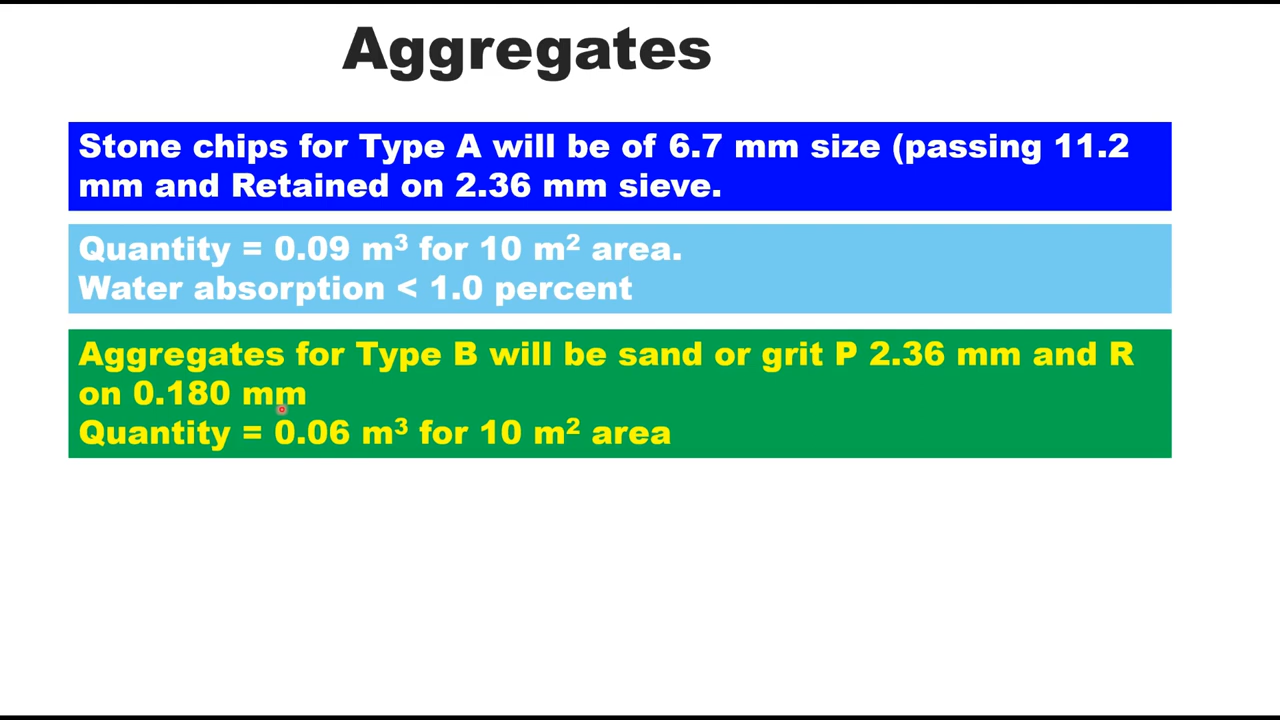 Aggregates
Stone chips for Type A will be of 6.7 mm size (passing 11.2
mm and Retained on 2.36 mm sieve.
Quantity = 0.09 m³ for 10 m² area.
Water absorption < 1.0 percent
Aggregates for Type B will be sand or grit P 2.36 mm and R
on 0.180 mm
Quantity = 0.06 m³ for 10 m² area